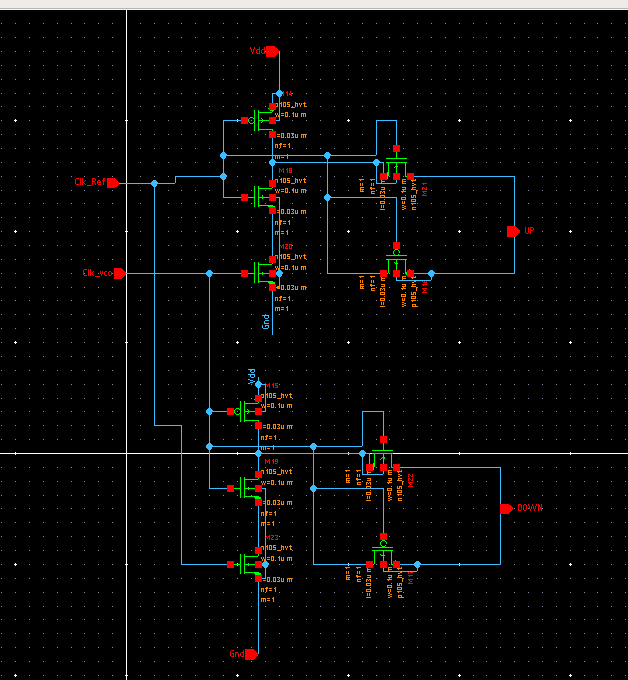 Vdd
M14
p105_hvt
w=0.1u m
l=0.03u m
nf=1
m=1
Clk_Ref
M18
n105_hvt
w=0.1u m
l=0.03u m
nf=1
m=1
m=1
nf=1
l=0.03u m
w=0.1u m
n105_hvt
M21
UP
Clk_vco
M20
n105_hvt
w=0.1u m
l=0.03u m
nf=1
m=1
m=1
nf=1
l=0.03u m
w=0.1u m
p105_hvt
Gnd
Vdd
M15
p105_hvt
w=0.1u m
l=0.03u m
nf=1
m=1
M19
n105_hvt
w=0.1u m
=0.03u m
nf=1
m=1
m=1
nf=1
l=0.03u m
w=0.1u m
n105_hvt
M22
DOWN
M23
n105_hvt
w=0.1u m
=0.03u m
nf=1
m=1
m=1
nf=1
l=0.03u m
w=0.1u m
p105_hvt
Gnd